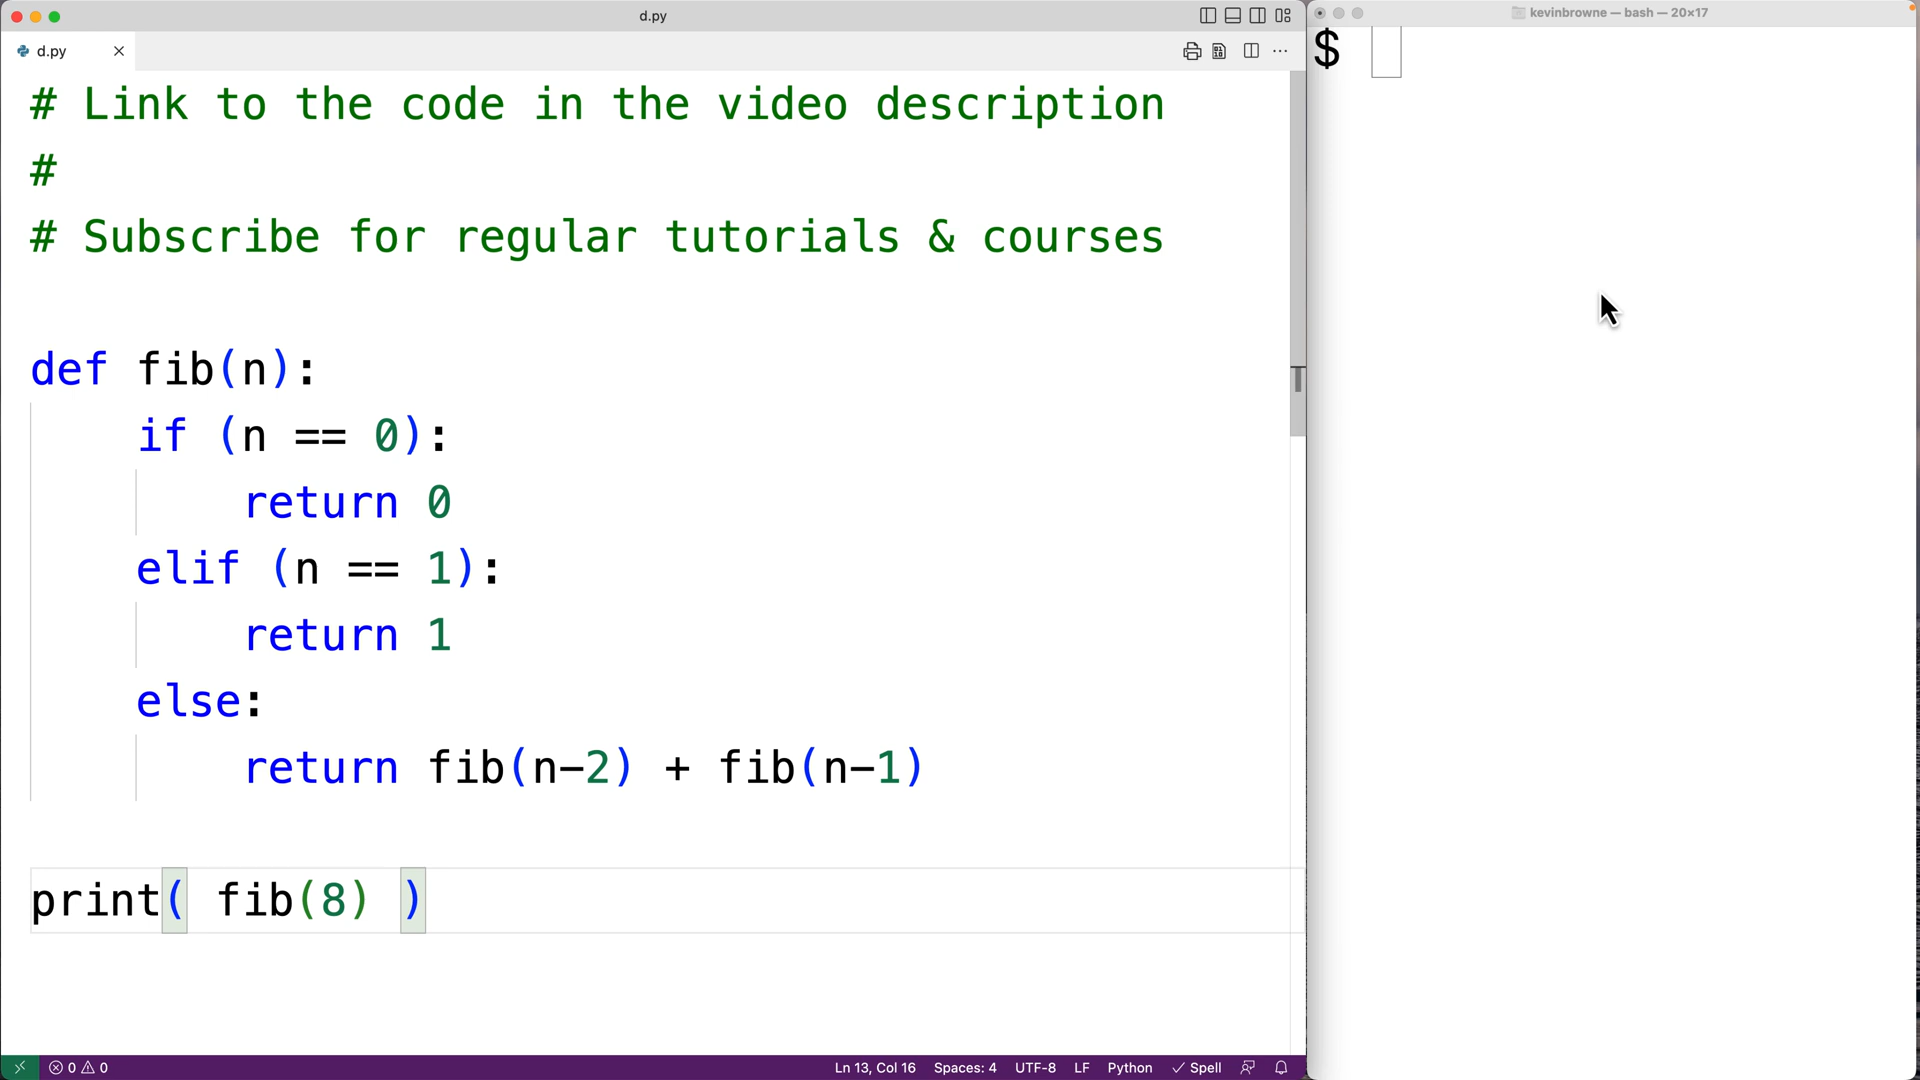 d.py
d.py
# Link to the code in the video description
#
# Subscribe for regular tutorials & courses
def fib(n):
if (n == 0):
return 0
elif (n == 1):
return 1
else:
return fib(n-2) + fib(n-1)
print( fib(8) )
0 0
Ln 13, Col 16 Spaces: 4 UTF-8 LF Python Spell
kevinbrowne — bash — 20×17
$